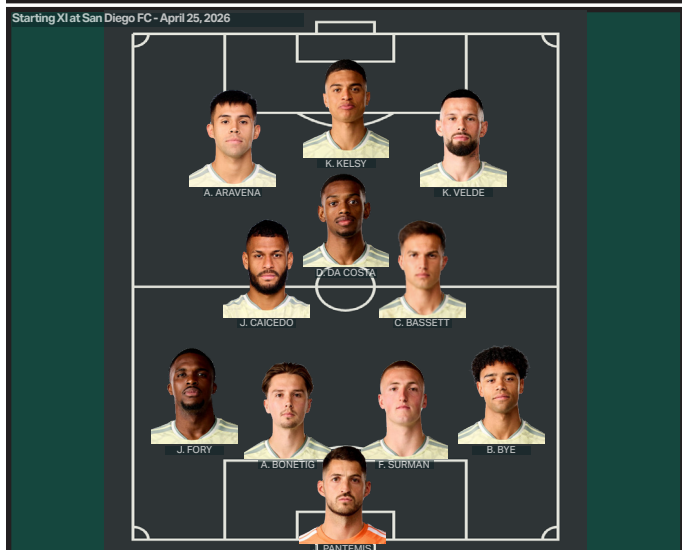 Starting XI at San Diego FC - April 25, 2026
K. KELSY
A. ARAVENA
K. VELDE
D. DA COSTA
J. CAICEDO
C. BASSETT
J. FORY
B. BYE
A. BONETIG
F. SURMAN
PANTEMIS